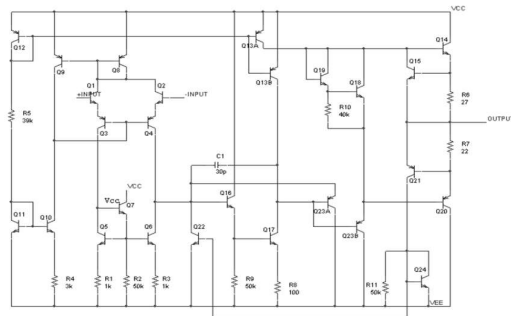 VCC
Q12
Q9
Q8
Q13A
Q14
Q13B
Q19
Q18
Q15
Q1
Q2
+INPUT
-INPUT
R5
39k
R10
40k
R6
27
OUTPUT
Q3
Q4
R7
22
C1
30p
Q21
VCC
Vcc
Q7
Q16
Q23A
Q20
Q11
Q10
Q5
Q6
Q22
Q17
Q23B
R4
3k
R1
1k
R2
50k
R3
1k
R9
50k
R8
100
R11
50k
Q24
VEE